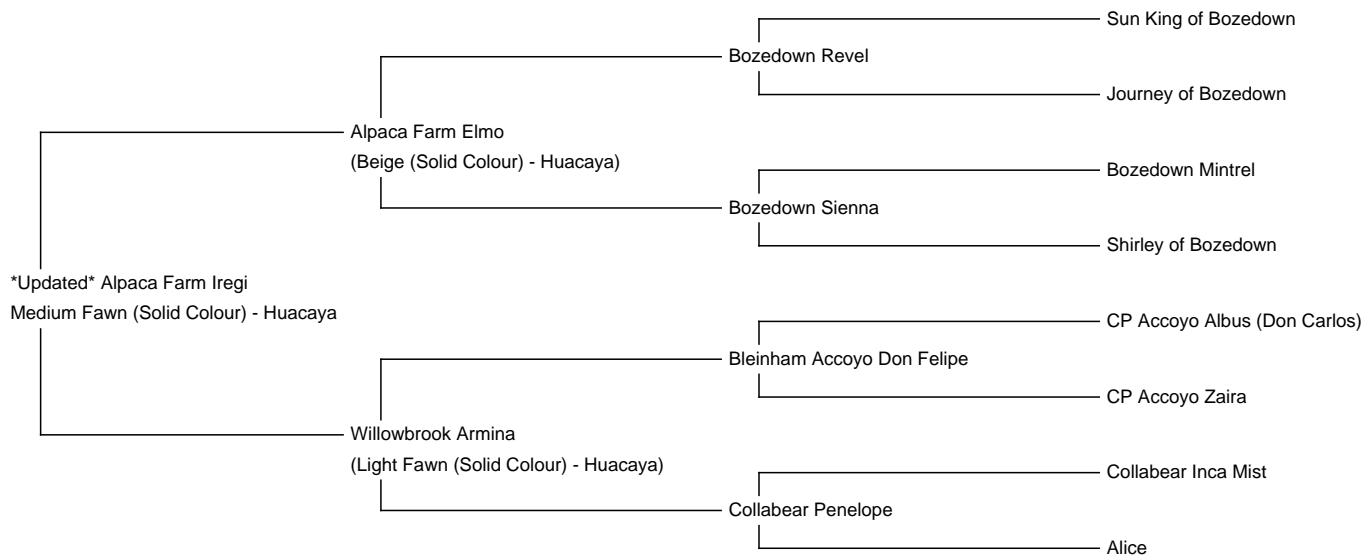 Sun King of Bozedown
Bozedown Revel
Journey of Bozedown
Alpaca Farm Elmo
(Beige (Solid Colour) - Huacaya)
Bozedown Mintrel
Bozedown Sienna
Shirley of Bozedown
*Updated* Alpaca Farm Iregi
Medium Fawn (Solid Colour) - Huacaya
CP Accoyo Albus (Don Carlos)
Bleinham Accoyo Don Felipe
CP Accoyo Zaira
Willowbrook Armina
(Light Fawn (Solid Colour) - Huacaya)
Collabear Inca Mist
Collabear Penelope
Alice